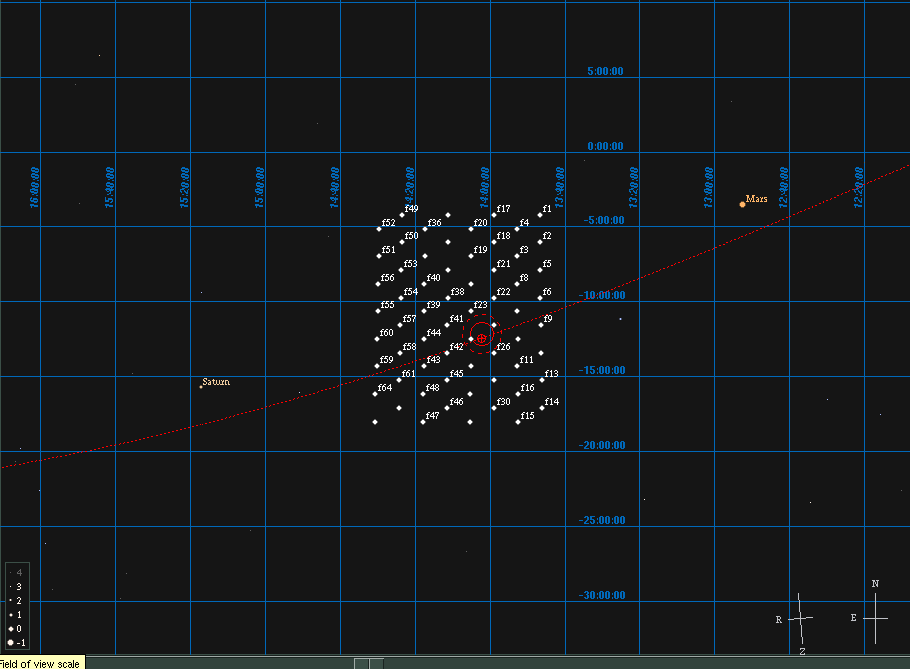 5:00:00
0:00:00
16:00:00
15:40:00
15:20:00
15:00:00
14:40:00
14:20:00
14:00:00
13:40:00
13:20:00
13:00:00
12:40:00
12:20:00
Mars
f49
f17
f1
-5:00:00
f52
f36
f20
f4
f50
f18
f2
f51
f19
f3
f53
f21
f5
f56
f40
f8
f54
f38
f22
f6
-10:00:00
f55
f39
f23
f57
f41
f9
f60
f44
f58
f42
f26
f59
f43
f11
-15:00:00
f61
f45
f13
Saturn
f64
f48
f16
f46
f30
f14
f47
f15
-20:00:00
-25:00:00
-30:00:00
4
3
2
1
0
-1
N
R
E
Z
Field of view scale